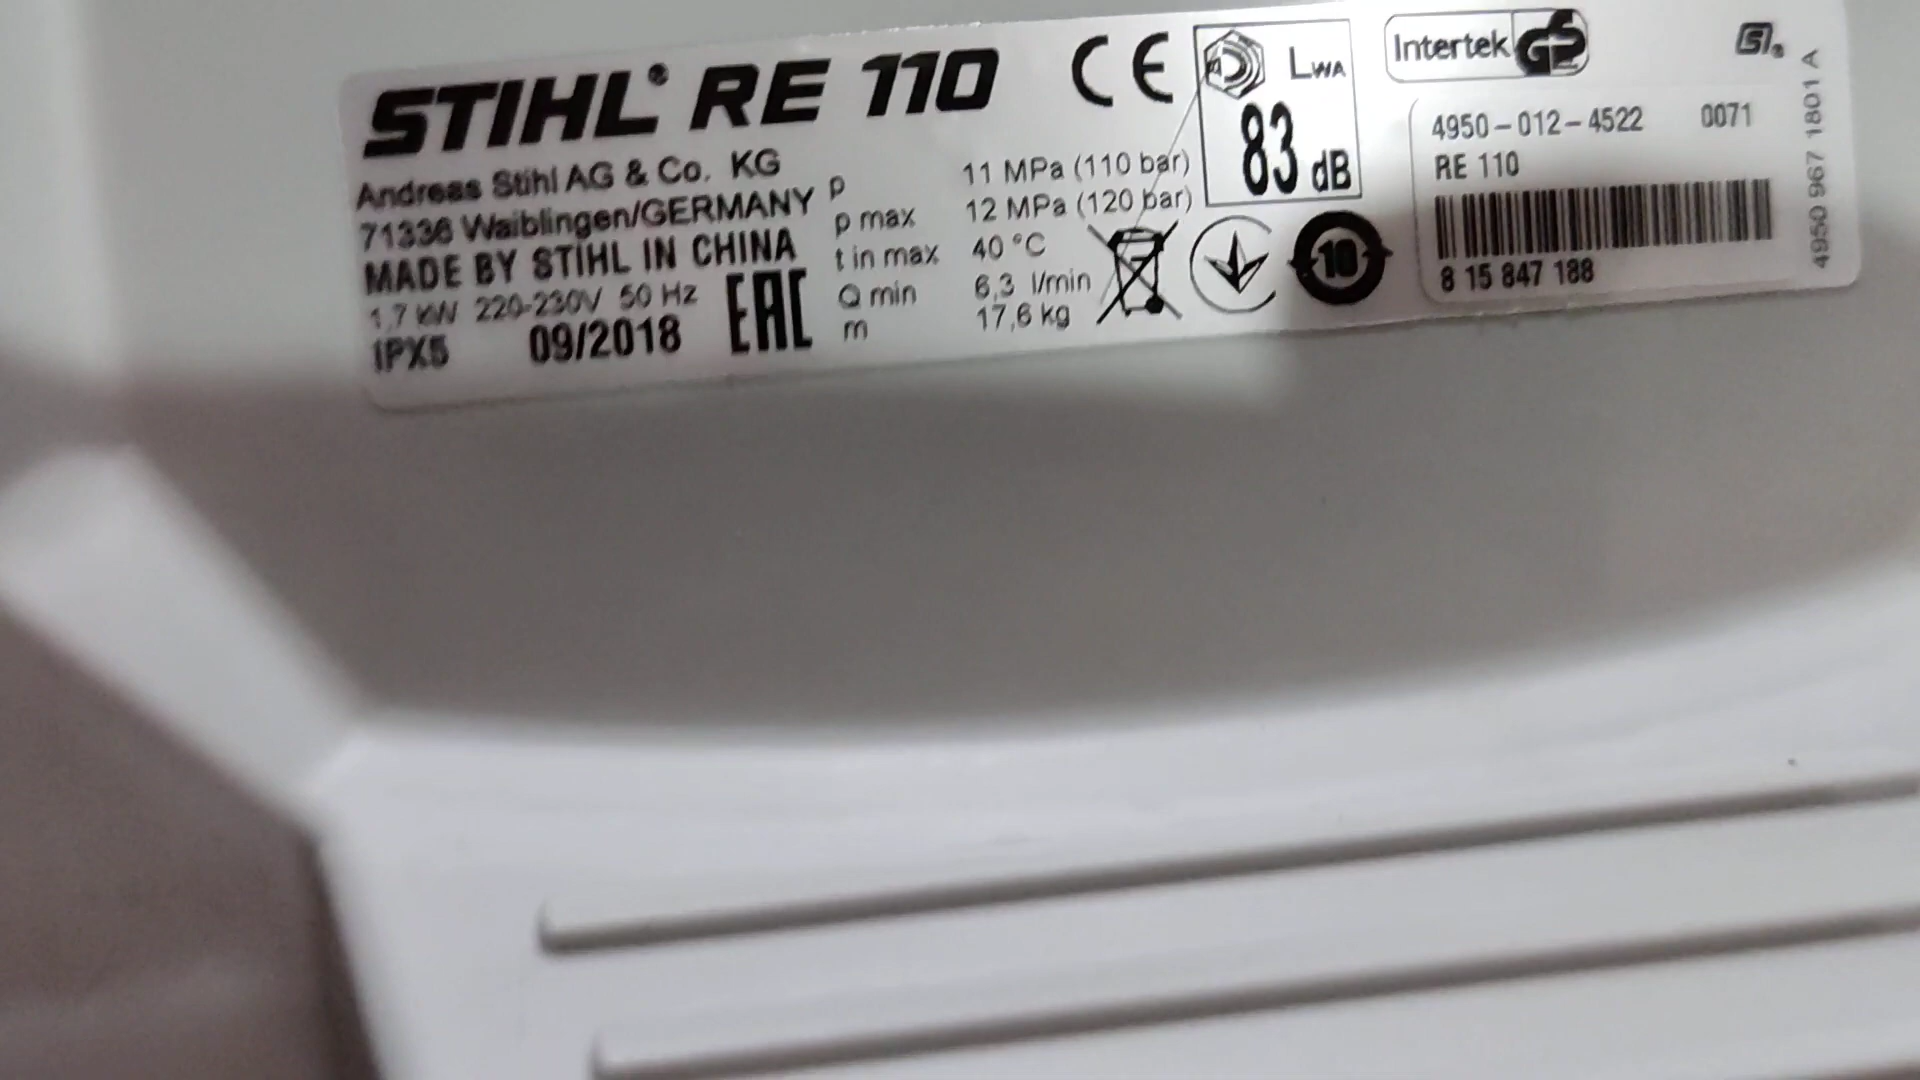 STIHL® RE 110
CE
LWA
83 dB
Intertek GS
Andreas Stihl AG & Co. KG
71336 Waiblingen/GERMANY
MADE BY STIHL IN CHINA
1,7 kW 220-230V 50 Hz
IPX5 09/2018
EAC
p 11 MPa (110 bar)
p max 12 MPa (120 bar)
t in max 40 °C
Q min 6,3 l/min
m 17,6 kg
10
4950-012-4522 0071
RE 110
8 15 847 188
4950 967 1801 A